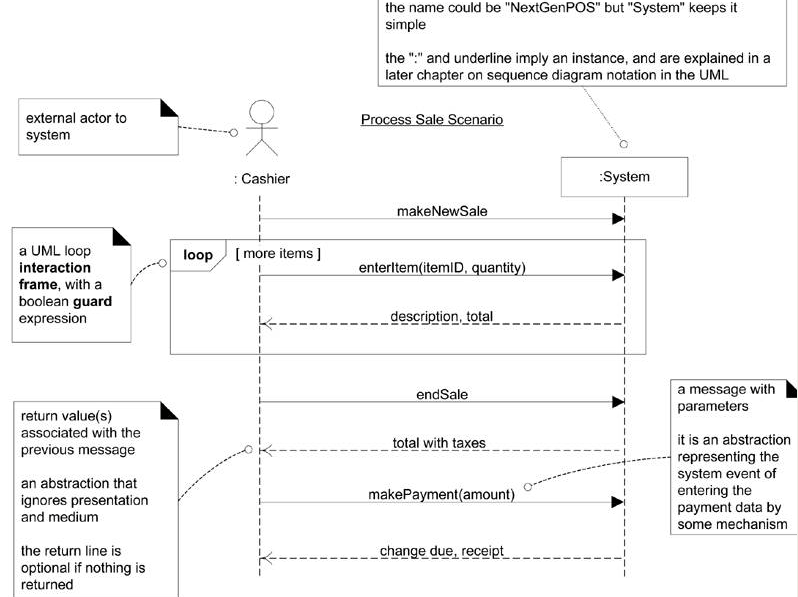 the name could be "NextGenPOS" but "System" keeps it
simple
the ":" and underline imply an instance, and are explained in a
later chapter on sequence diagram notation in the UML
external actor to
system
Process Sale Scenario
: Cashier
:System
makeNewSale
a UML loop
interaction
frame, with a
boolean guard
expression
loop
[ more items ]
enterItem(itemID, quantity)
description, total
endSale
return value(s)
associated with the
previous message
an abstraction that
ignores presentation
and medium
the return line is
optional if nothing is
returned
total with taxes
makePayment(amount)
change due, receipt
a message with
parameters
it is an abstraction
representing the
system event of
entering the
payment data by
some mechanism